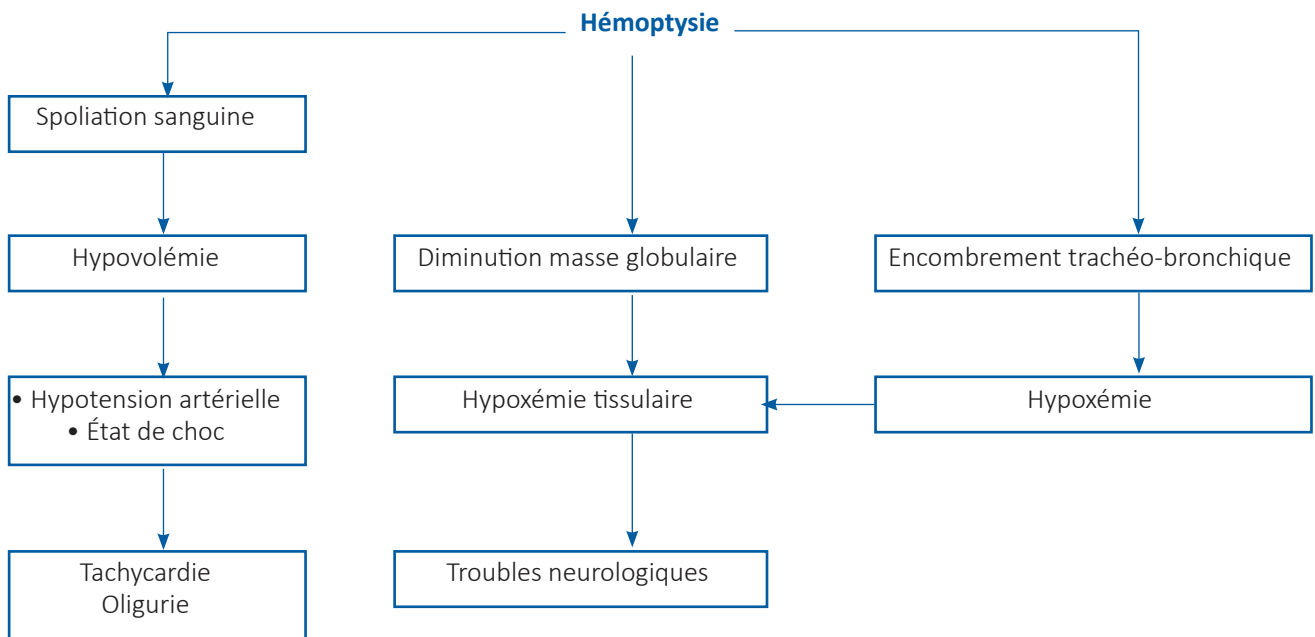 Hémoptysie
Spoliation sanguine
Hypovolémie
Diminution masse globulaire
Encombrement trachéo-bronchique
• Hypotension artérielle
• État de choc
Hypoxémie tissulaire
Hypoxémie
Tachycardie
Oligurie
Troubles neurologiques